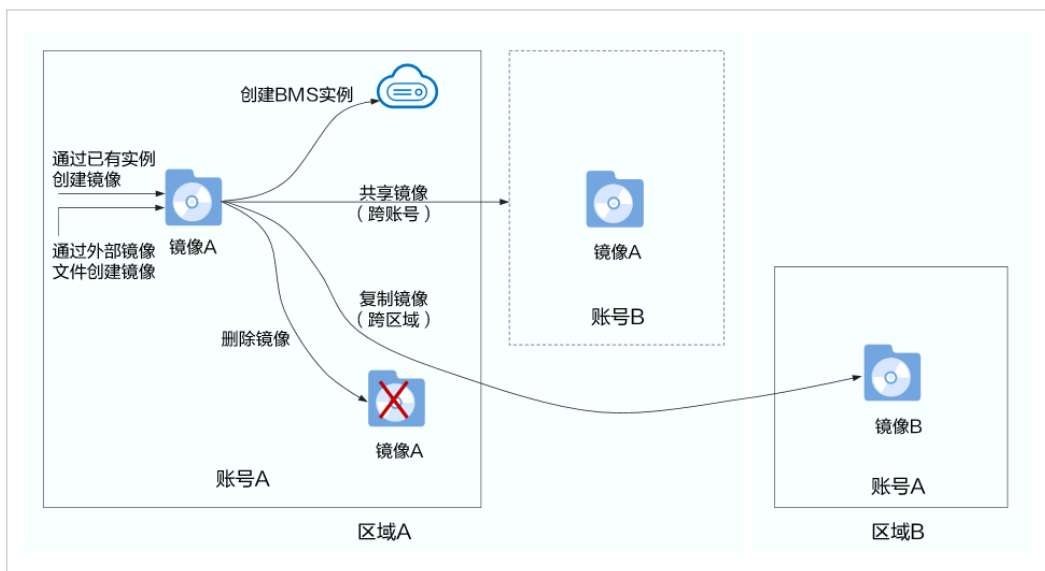 创建BMS实例
通过已有实例
创建镜像
镜像A
通过外部镜像
文件创建镜像
共享镜像
（跨账号）
镜像A
账号B
复制镜像
（跨区域）
删除镜像
镜像A
账号A
区域A
镜像B
账号A
区域B